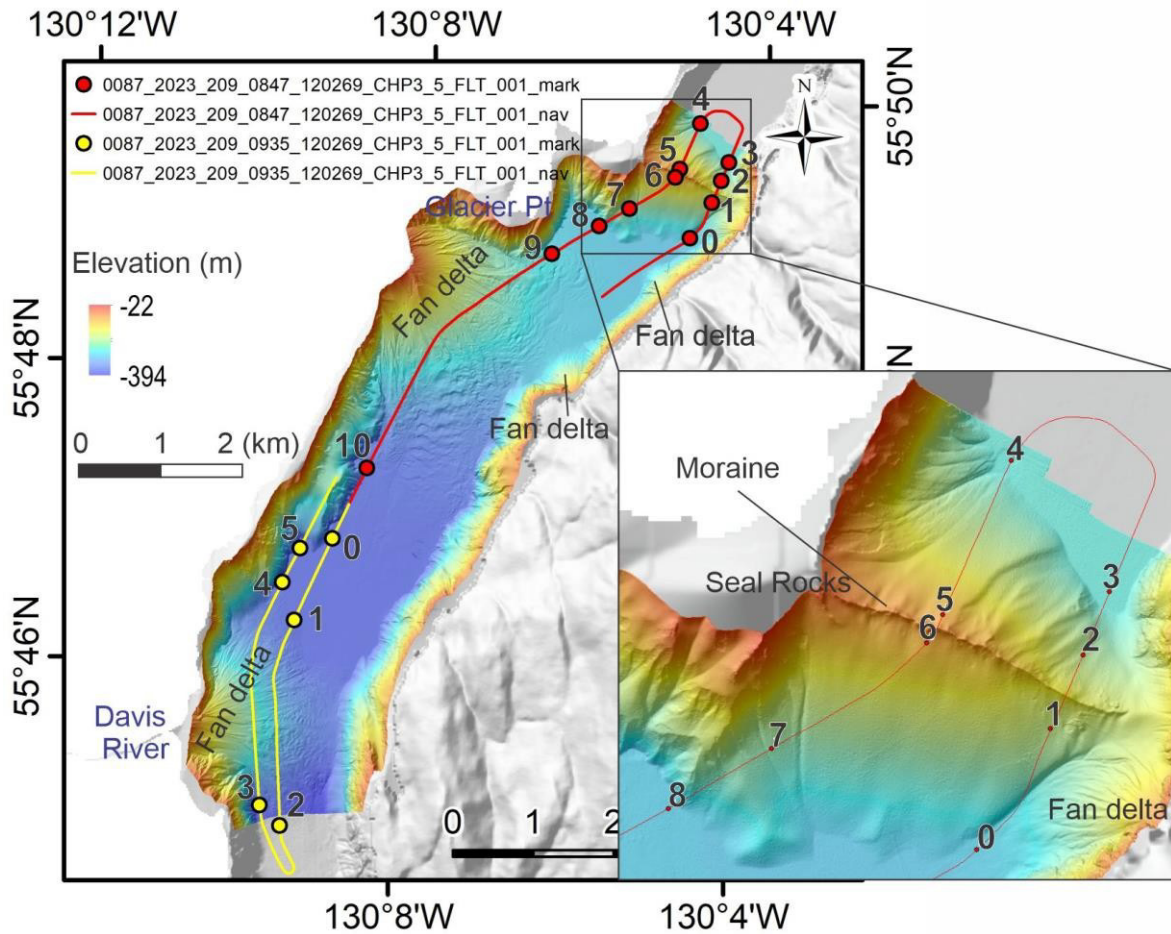 130°12'W 130°8'W 130°4'W
0087_2023_209_0847_120269_CHP3_5_FLT_001_mark
0087_2023_209_0847_120269_CHP3_5_FLT_001_nav
0087_2023_209_0935_120269_CHP3_5_FLT_001_mark
0087_2023_209_0935_120269_CHP3_5_FLT_001_nav
N
55°50'N
4
5
3
6
2
7
1
Glacier Pt
8
0
9
Elevation (m)
-22
-394
Fan delta
Fan delta
55°48'N
N
Fan delta
0 1 2 (km)
10
5
0
4
1
55°46'N
Fan delta
Davis
River
3
2
0 1 2
4
Moraine
3
Seal Rocks
5
6
2
1
7
8
Fan delta
0
130°8'W 130°4'W